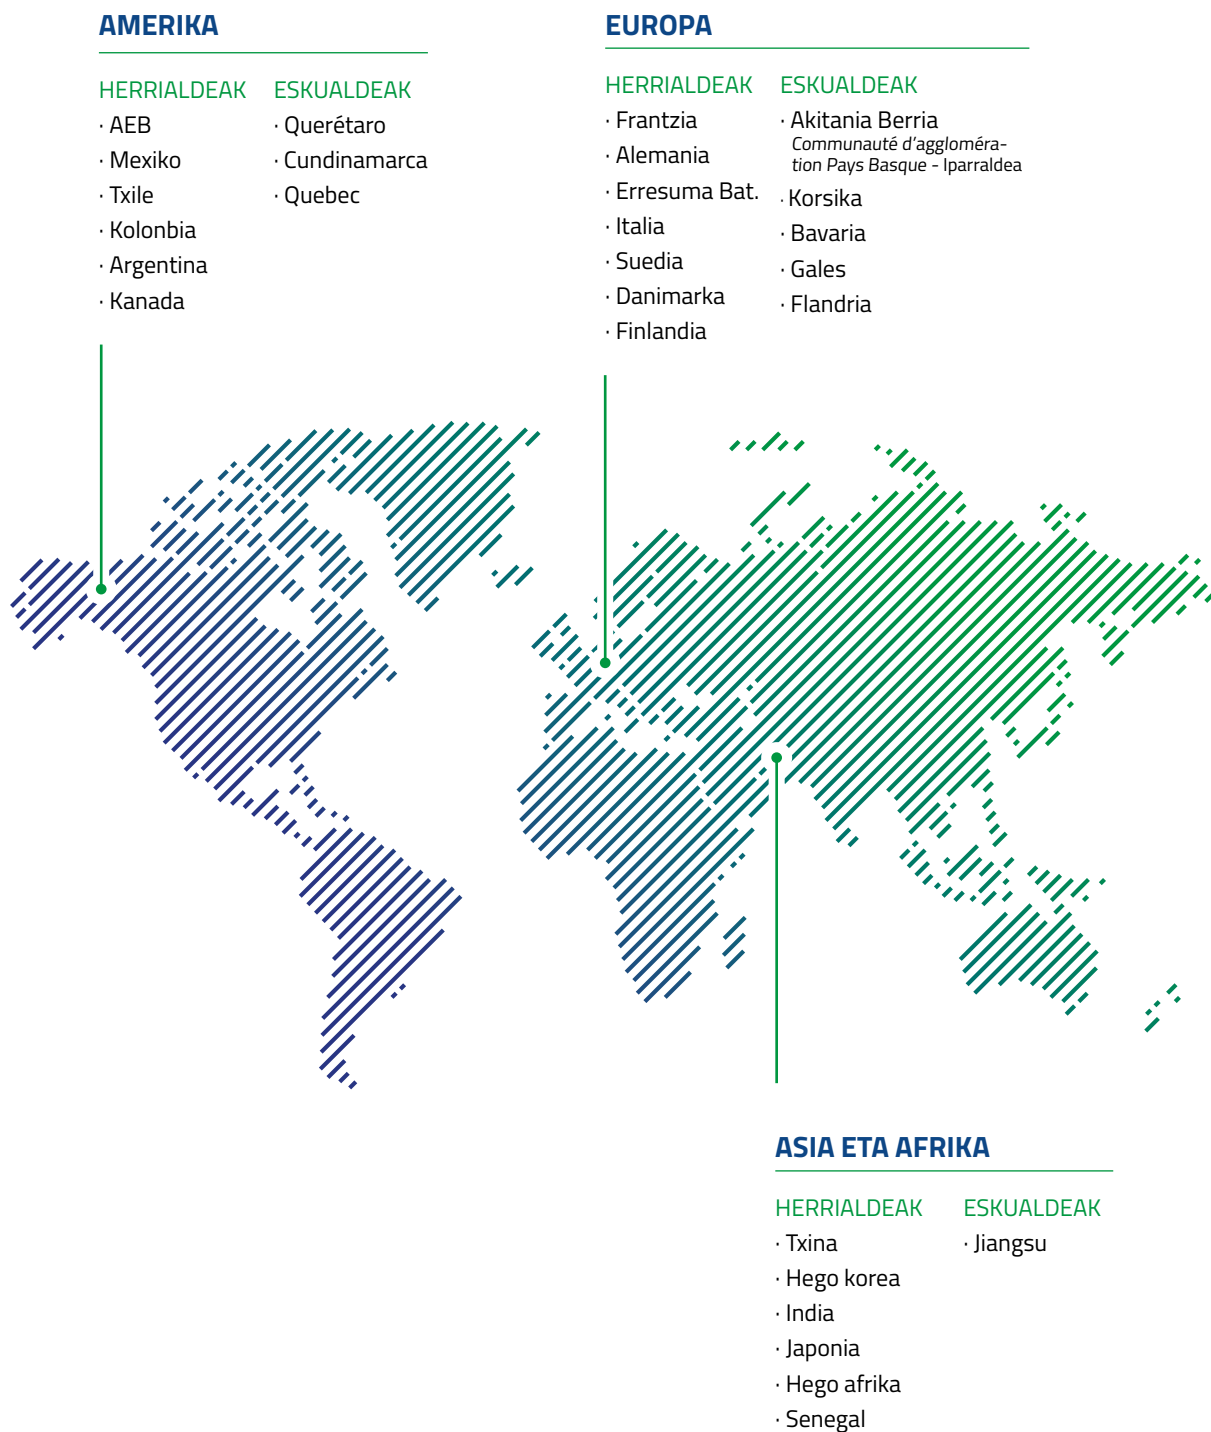 AMERIKA
HERRIALDEAK
· AEB
· Mexiko
· Txile
· Kolonbia
· Argentina
· Kanada
ESKUALDEAK
· Querétaro
· Cundinamarca
· Quebec
EUROPA
HERRIALDEAK
· Frantzia
· Alemania
· Erresuma Bat.
· Italia
· Suedia
· Danimarka
· Finlandia
ESKUALDEAK
· Akitania Berria
Communauté d'aggloméra-
tion Pays Basque - Iparraldea
· Korsika
· Bavaria
· Gales
· Flandria
ASIA ETA AFRIKA
HERRIALDEAK
· Txina
· Hego korea
· India
· Japonia
· Hego afrika
· Senegal
ESKUALDEAK
· Jiangsu